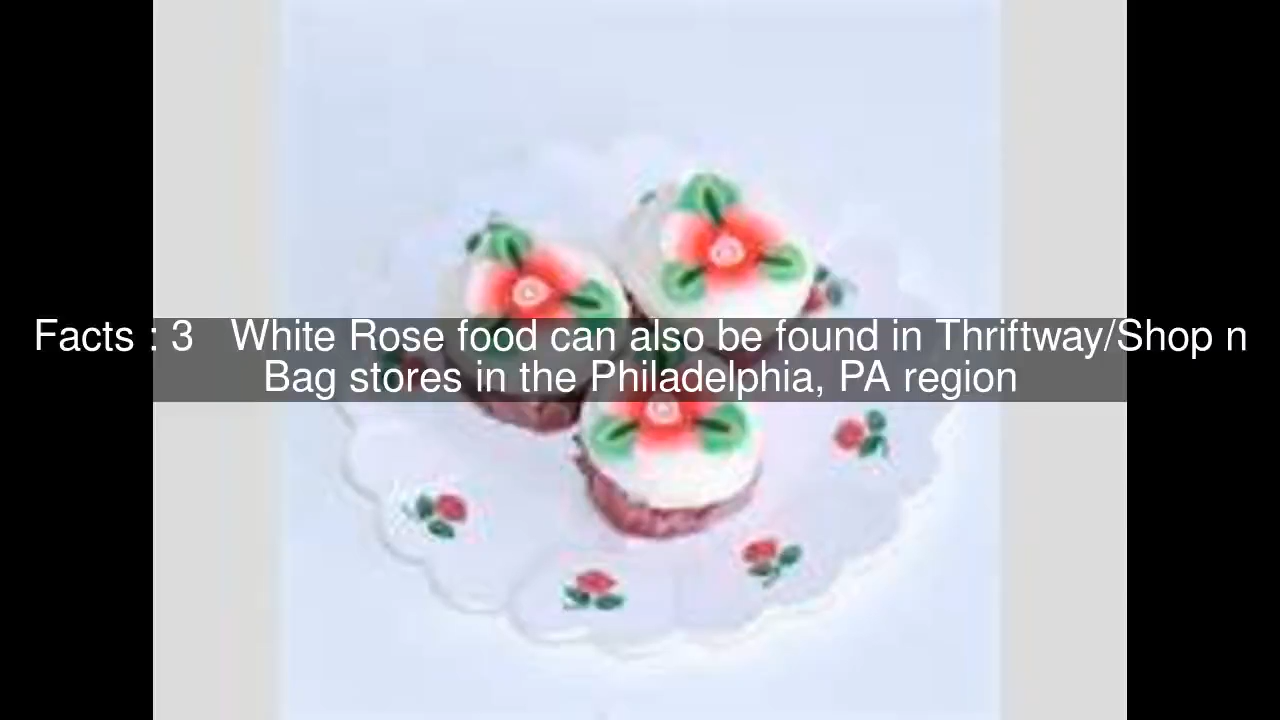 Facts : 3   White Rose food can also be found in Thriftway/Shop n
Bag stores in the Philadelphia, PA region